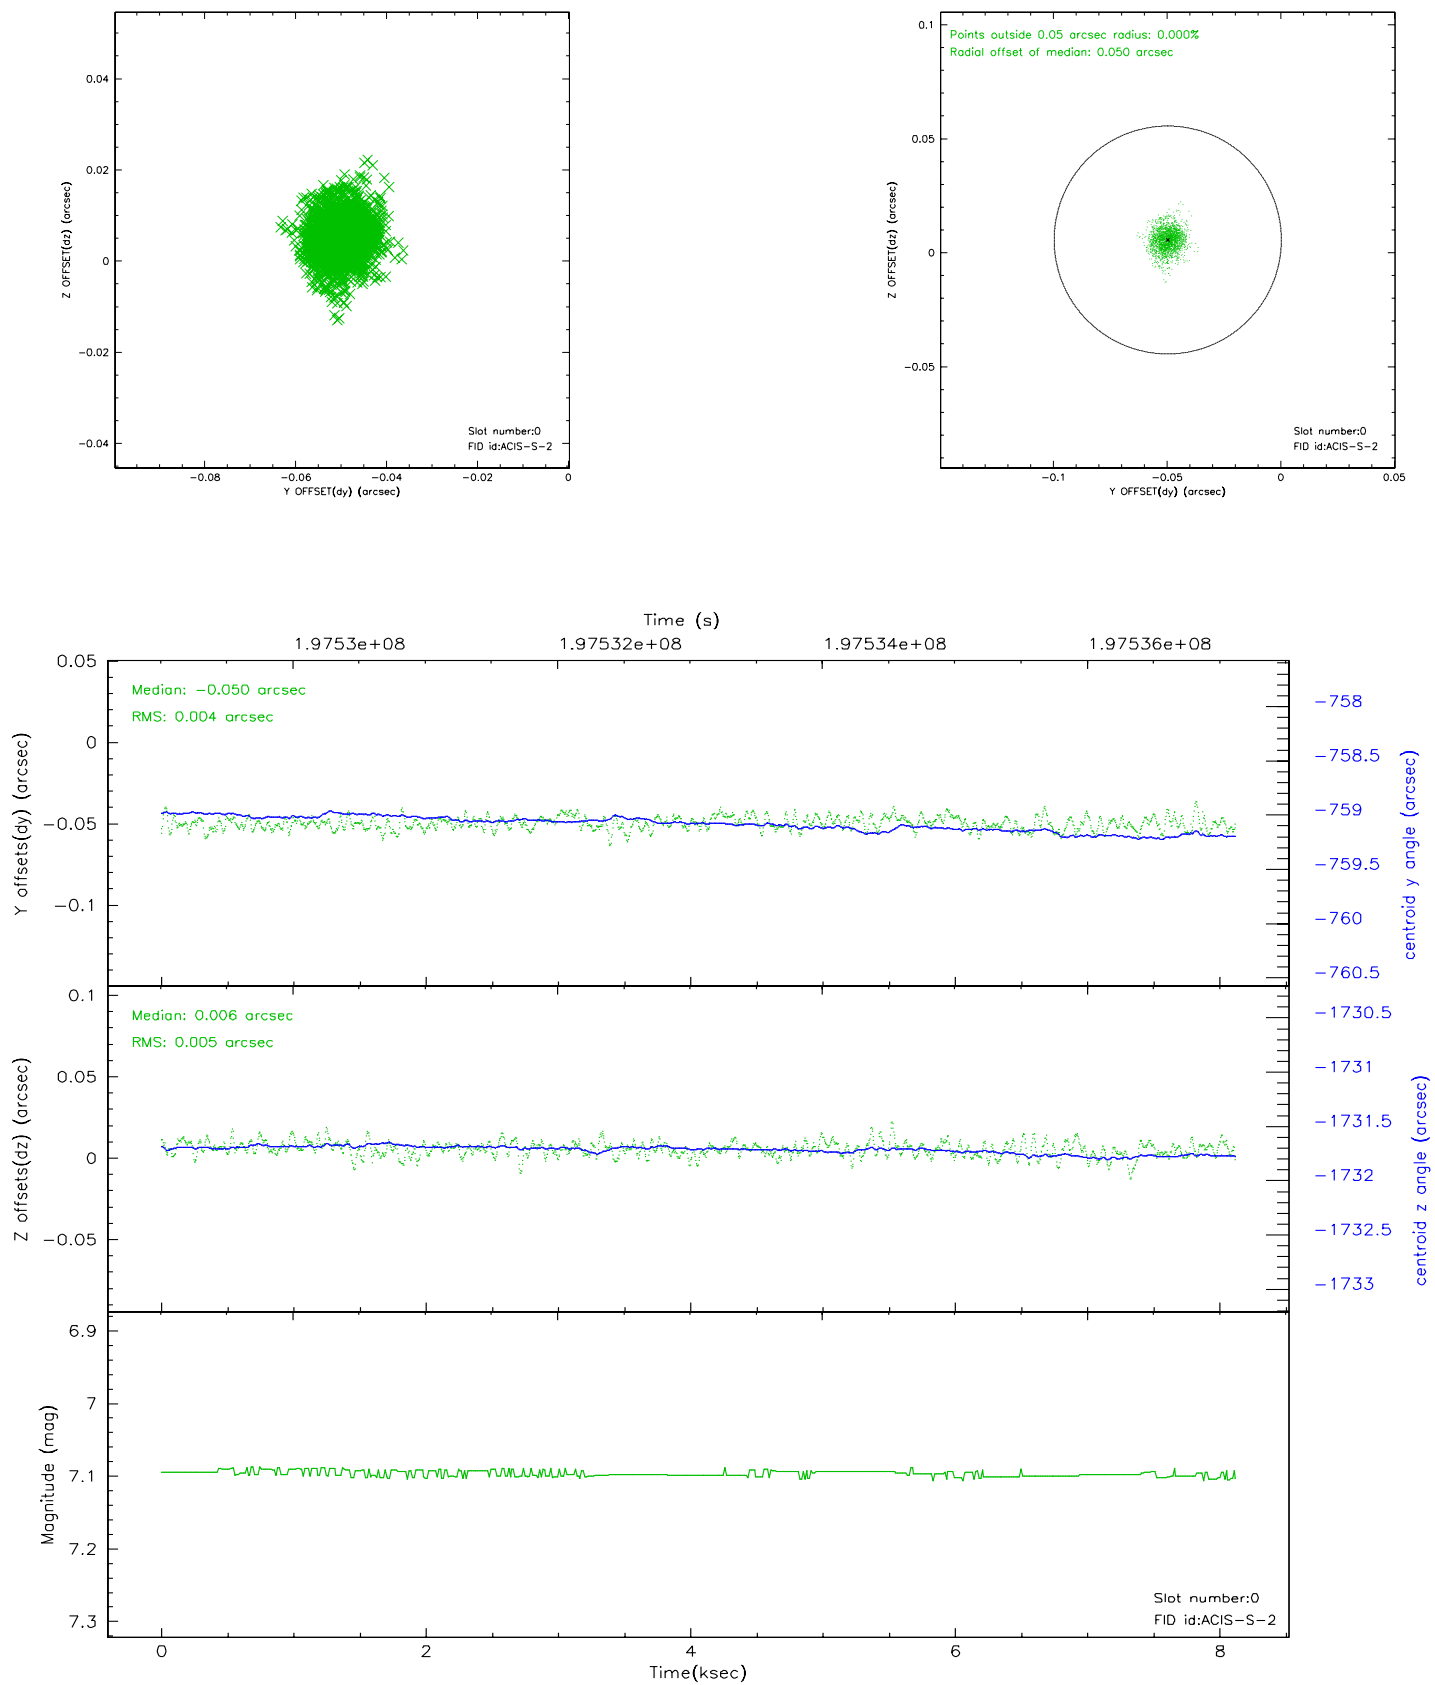 0.04
0.02
0
-0.02
-0.04
Z OFFSET(dz) (arcsec)
Slot number:0
FID id:ACIS-S-2
-0.08
-0.06
-0.04
-0.02
0
Y OFFSET(dy) (arcsec)
0.1
0.05
0
-0.05
Z OFFSET(dz) (arcsec)
Points outside 0.05 arcsec radius: 0.000%
Radial offset of median: 0.050 arcsec
Slot number:0
FID id:ACIS-S-2
-0.1
-0.05
0
0.05
Y OFFSET(dy) (arcsec)
Time (s)
1.9753e+08
1.97532e+08
1.97534e+08
1.97536e+08
0.05
0
-0.05
-0.1
Y offsets(dy) (arcsec)
Median: -0.050 arcsec
RMS: 0.004 arcsec
-758
-758.5
-759
-759.5
-760
-760.5
centroid y angle (arcsec)
0.1
0.05
0
-0.05
Z offsets(dz) (arcsec)
Median: 0.006 arcsec
RMS: 0.005 arcsec
-1730.5
-1731
-1731.5
-1732
-1732.5
-1733
centroid z angle (arcsec)
6.9
7
7.1
7.2
7.3
Magnitude (mag)
Slot number:0
FID id:ACIS-S-2
0
2
4
6
8
Time(ksec)